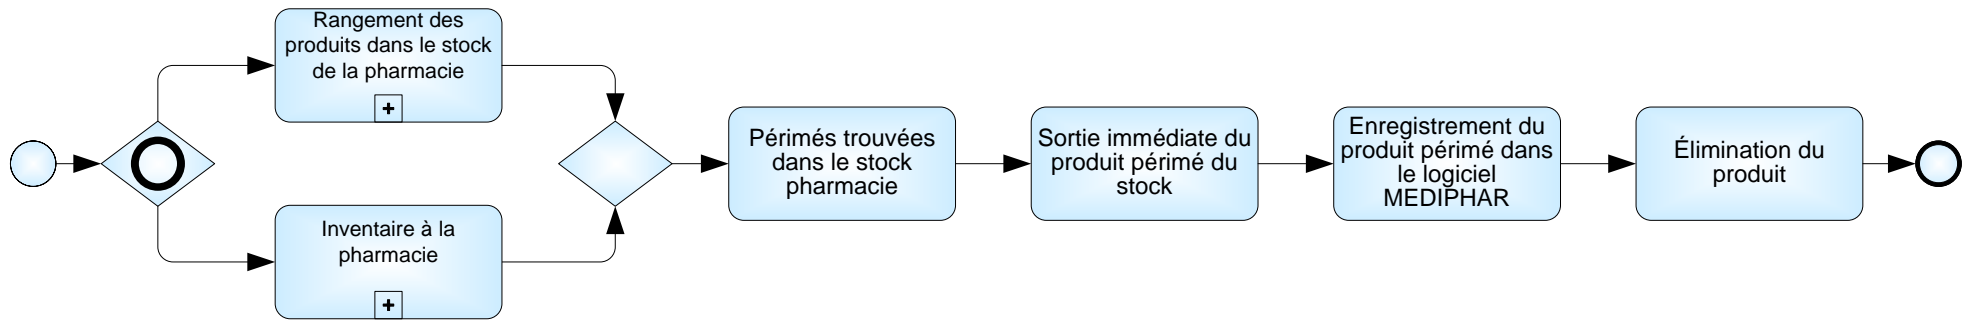 Rangement des
produits dans le stock
de la pharmacie
Inventaire à la
pharmacie
Périmés trouvées
dans le stock
pharmacie
Sortie immédiate du
produit périmé du
stock
Enregistrement du
produit périmé dans
le logiciel
MEDIPHAR
Élimination du
produit